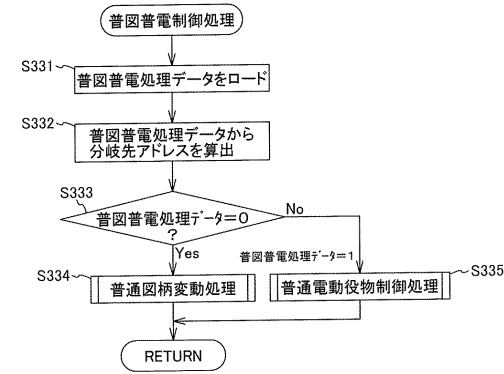 普図普電制御処理
S331
普図普電処理データをロード
S332
普図普電処理データから
分岐先アドレスを算出
S333
普図普電処理データ=0
?
No
Yes
普図普電処理データ=1
S334
普通図柄変動処理
普通電動役物制御処理
S335
RETURN